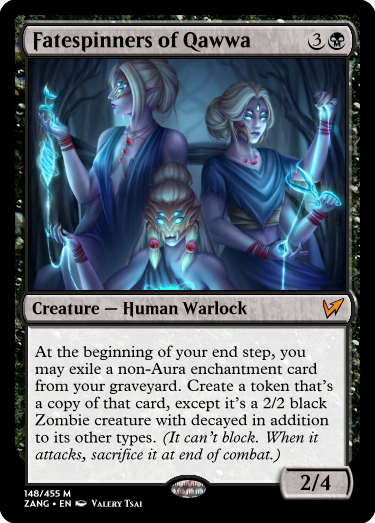 Fatespinners of Qawwa 3
Creature — Human Warlock
At the beginning of your end step, you
may exile a non-Aura enchantment card
from your graveyard. Create a token that's
a copy of that card, except it's a 2/2 black
Zombie creature with decayed in addition
to its other types. (It can't block. When it
attacks, sacrifice it at end of combat.)
2/4
148/455 M
ZANG • EN Valery Tsai